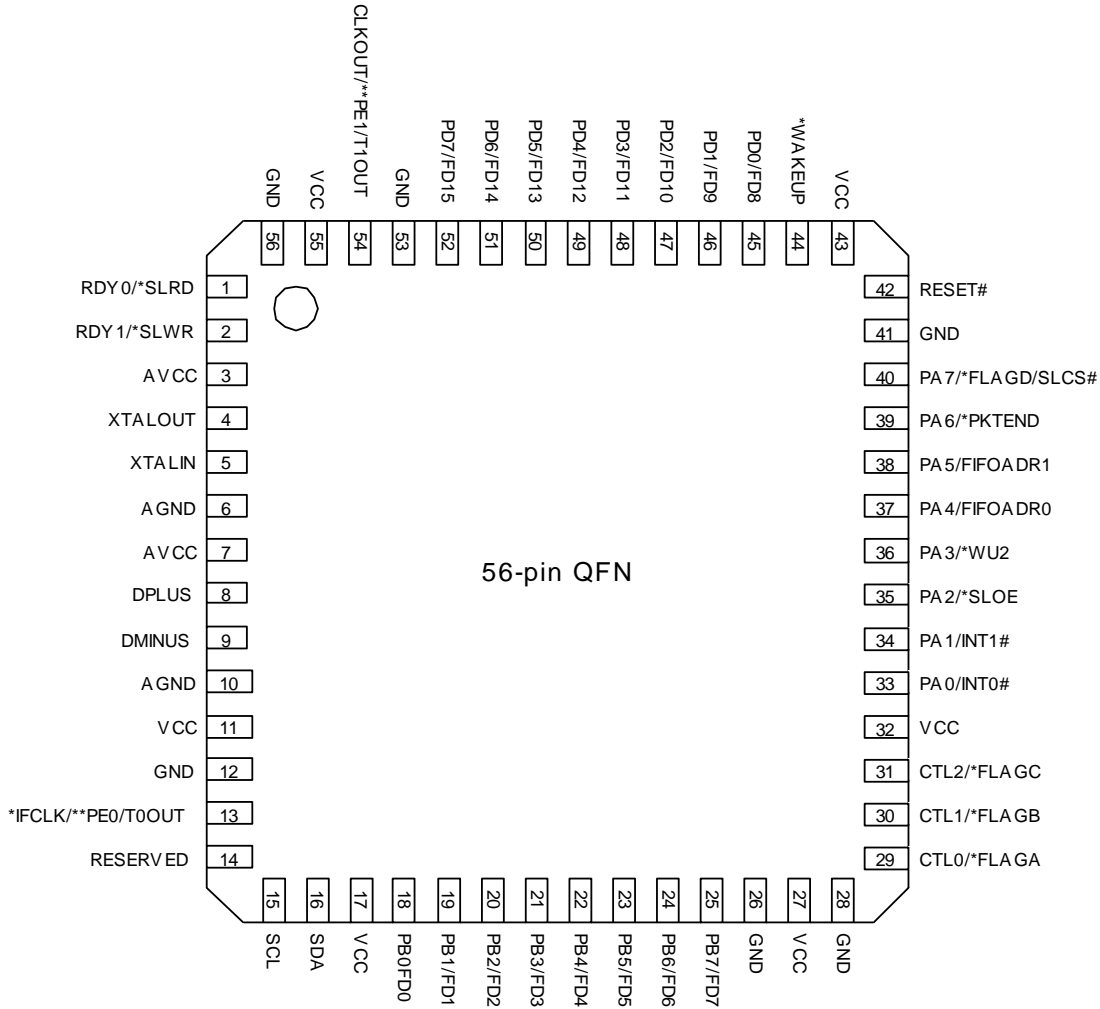 CLKOUT/**PE1/T1OUT
GND
VCC
GND
PD7/FD15
PD6/FD14
PD5/FD13
PD4/FD12
PD3/FD11
PD2/FD10
PD1/FD9
PD0/FD8
*WAKEUP
VCC
56
55
54
53
52
51
50
49
48
47
46
45
44
43
RDY0/*SLRD 1
RDY1/*SLWR 2
AVCC 3
XTALOUT 4
XTALIN 5
AGND 6
AVCC 7
DPLUS 8
DMINUS 9
AGND 10
VCC 11
GND 12
*IFCLK/**PE0/T0OUT 13
RESERVED 14
56-pin QFN
42 RESET#
41 GND
40 PA7/*FLAGD/SLCS#
39 PA6/*PKTEND
38 PA5/FIFOADR1
37 PA4/FIFOADR0
36 PA3/*WU2
35 PA2/*SLOE
34 PA1/INT1#
33 PA0/INT0#
32 VCC
31 CTL2/*FLAGC
30 CTL1/*FLAGB
29 CTL0/*FLAGA
15
16
17
18
19
20
21
22
23
24
25
26
27
28
SCL
SDA
VCC
PB0FD0
PB1/FD1
PB2/FD2
PB3/FD3
PB4/FD4
PB5/FD5
PB6/FD6
PB7/FD7
GND
VCC
GND